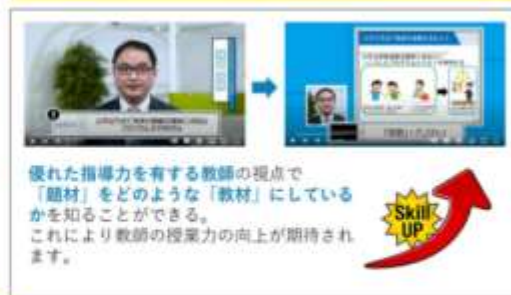 優れた指導力を有する教師の視点で
「題材」をどのような「教材」にしている
かを知ることができる。
これにより教師の授業力の向上が期待され
ます。
Skill
UP